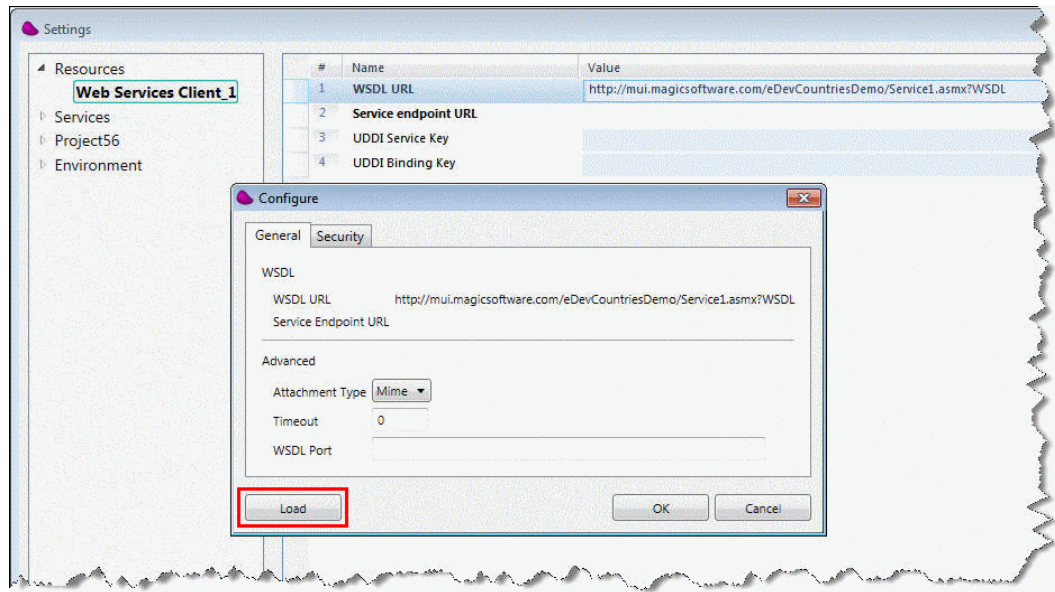 Settings
Resources
Web Services Client_1
Services
Project56
Environment
# Name Value
1 WSDL URL http://mui.magicsoftware.com/eDevCountriesDemo/Service1.asmx?WSDL
2 Service endpoint URL
3 UDDI Service Key
4 UDDI Binding Key
Configure
General Security
WSDL
WSDL URL http://mui.magicsoftware.com/eDevCountriesDemo/Service1.asmx?WSDL
Service Endpoint URL
Advanced
Attachment Type Mime
Timeout 0
WSDL Port
Load OK Cancel